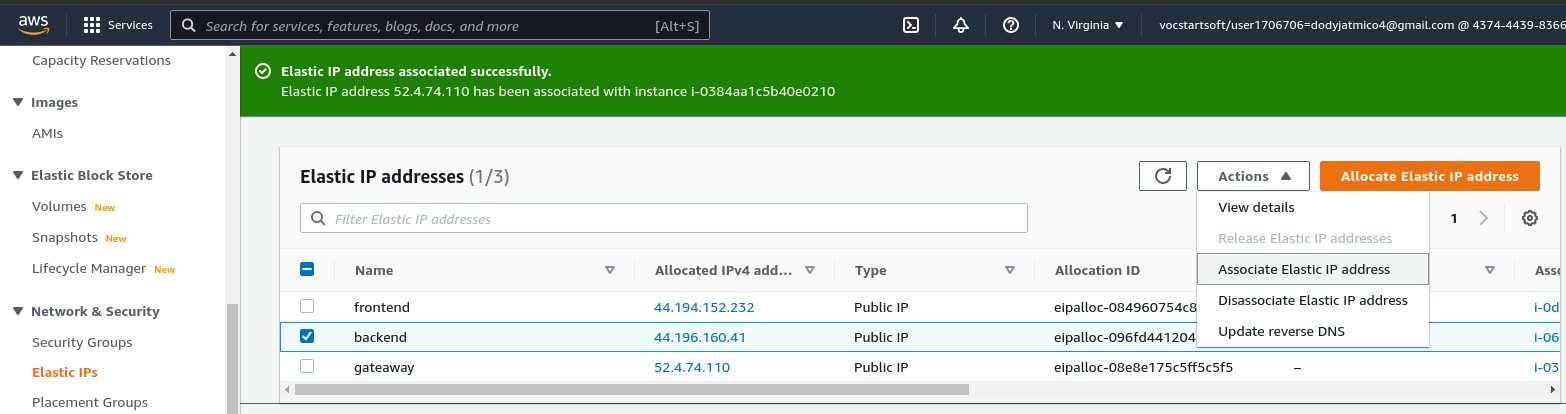 aws
Services
Search for services, features, blogs, docs, and more [Alt+S]
N. Virginia
vocstartsoft/user1706706=dodyjatmico4@gmail.com @ 4374-4439-8366
Capacity Reservations
Images
AMIs
Elastic Block Store
Volumes New
Snapshots New
Lifecycle Manager New
Network & Security
Security Groups
Elastic IPs
Placement Groups
Elastic IP address associated successfully.
Elastic IP address 52.4.74.110 has been associated with instance i-0384aa1c5b40e0210
Elastic IP addresses (1/3)
Actions
Allocate Elastic IP address
Filter Elastic IP addresses
1
View details
Release Elastic IP addresses
Associate Elastic IP address
Disassociate Elastic IP address
Update reverse DNS
Name Allocated IPv4 add... Type Allocation ID Asso
frontend 44.194.152.232 Public IP eipalloc-084960754c8 i-0d
backend 44.196.160.41 Public IP eipalloc-096fd441204 i-06
gateaway 52.4.74.110 Public IP eipalloc-08e8e175c5ff5c5f5 – i-03